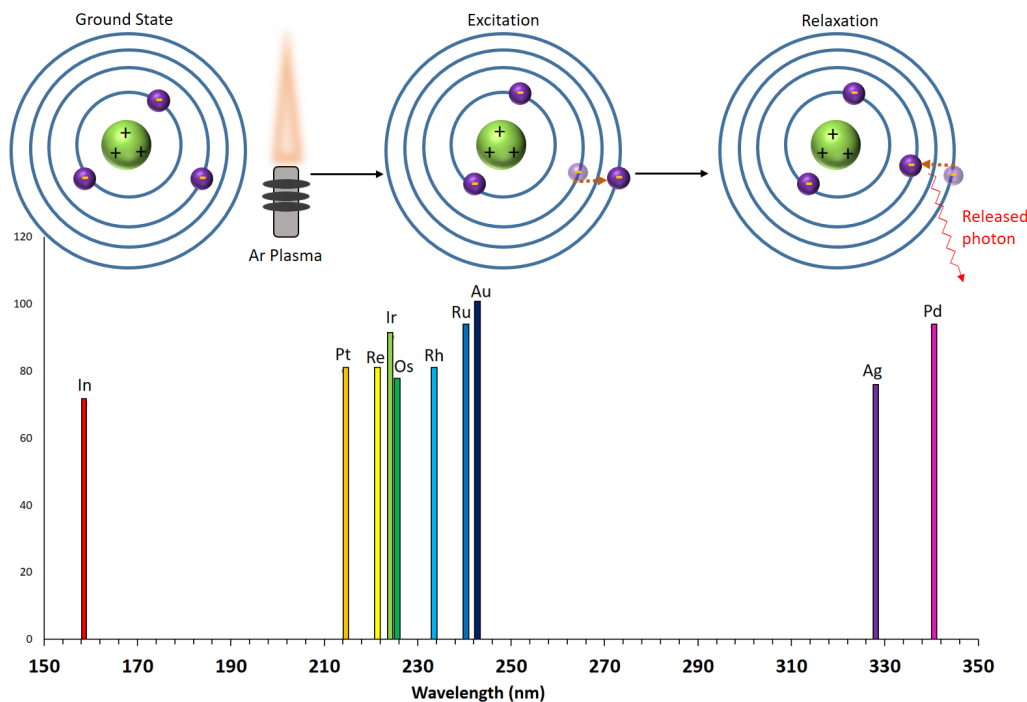 Ground State
Excitation
Relaxation
+
+ +
-
-
-
+
+ +
-
-
-
-
+
+ +
-
-
-
-
Ar Plasma
Released
photon
120
100
80
60
40
20
0
In
Pt
Re
Ir
Os
Rh
Ru
Au
Ag
Pd
150 170 190 210 230 250 270 290 310 330 350
Wavelength (nm)